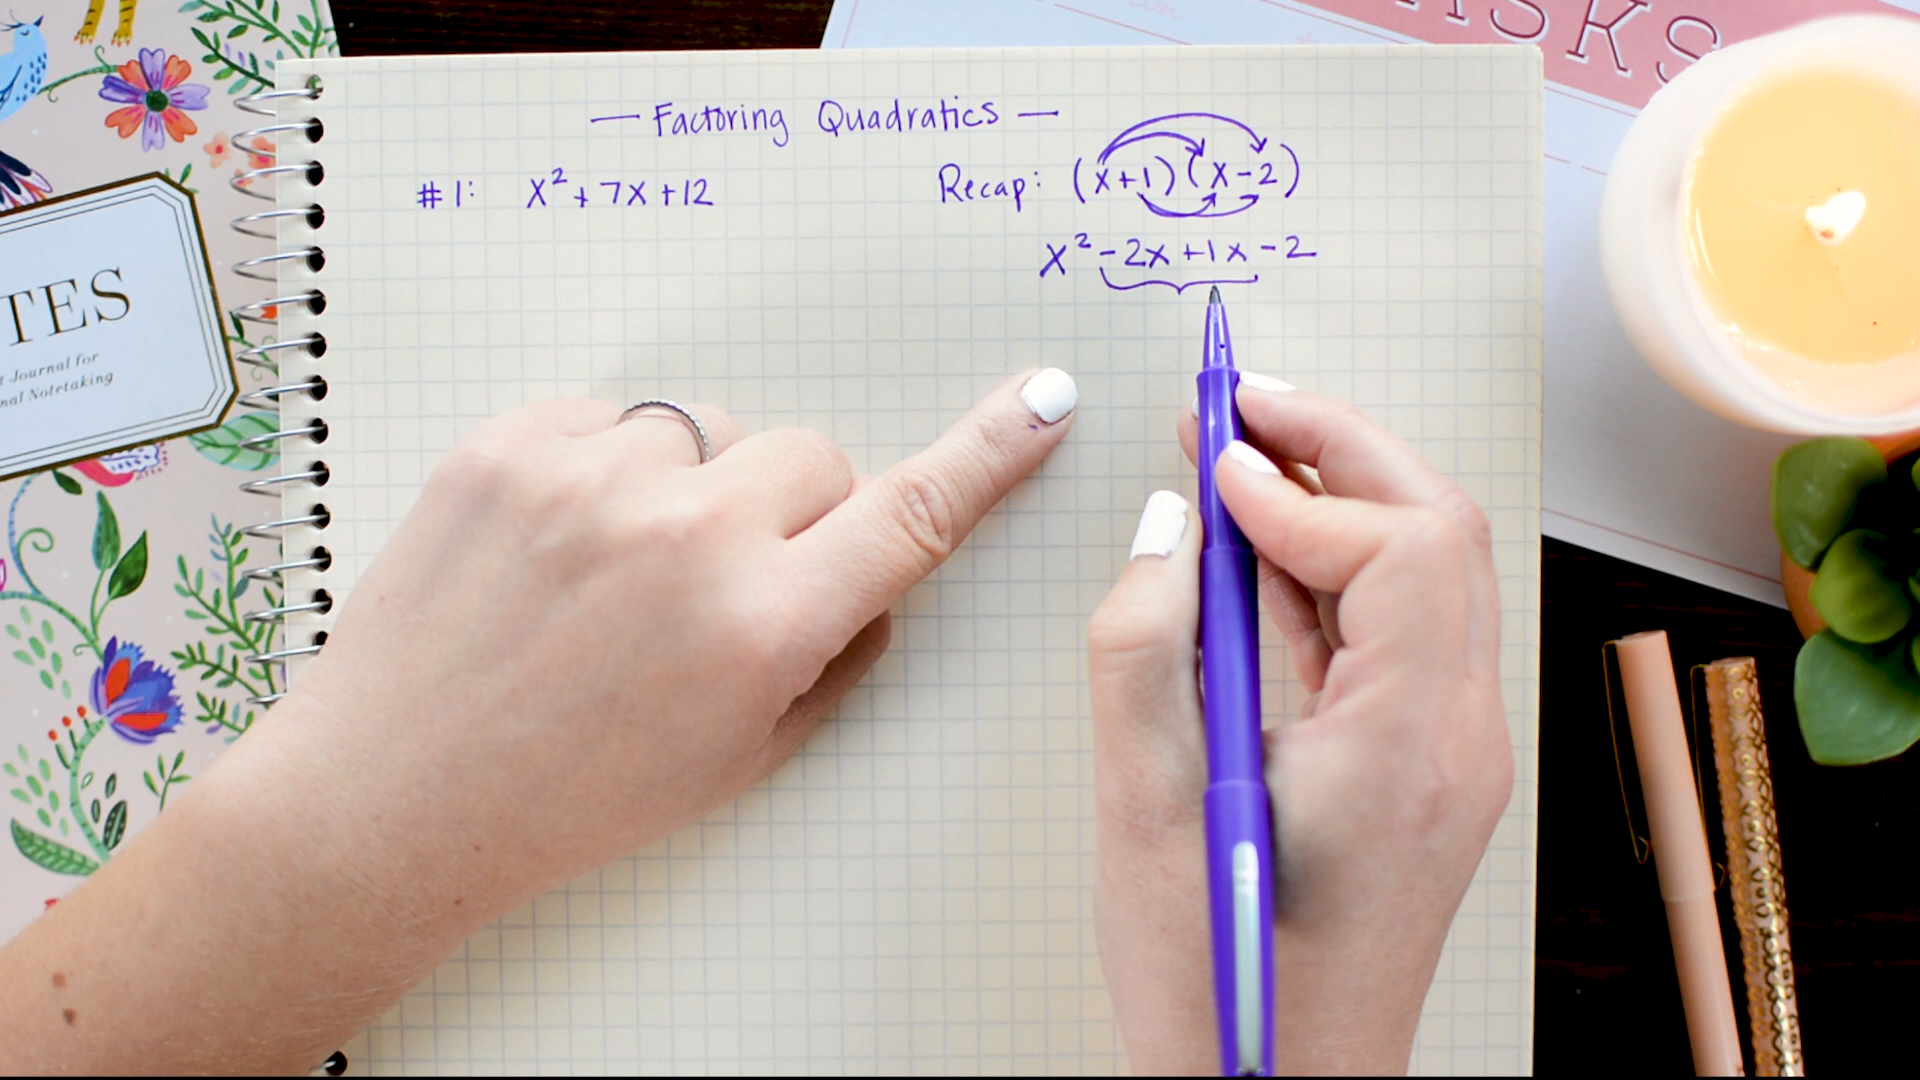 — Factoring Quadratics —
#1: x² + 7x + 12
Recap: (x+1)(x-2)
x² - 2x + 1x - 2
TES
Journal for
Notetaking
SKS